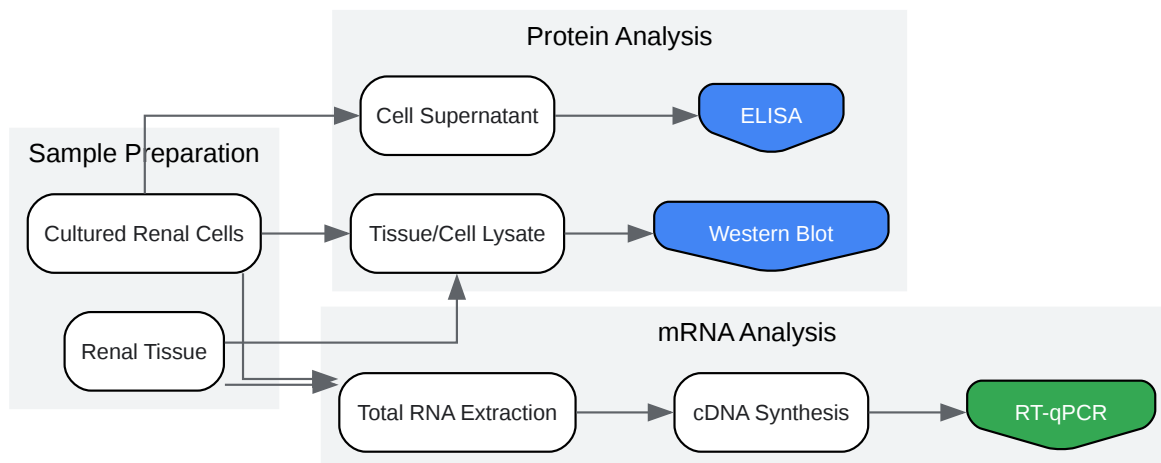 Protein Analysis
Cell Supernatant
ELISA
Sample Preparation
Cultured Renal Cells
Tissue/Cell Lysate
Western Blot
Renal Tissue
mRNA Analysis
Total RNA Extraction
cDNA Synthesis
RT-qPCR